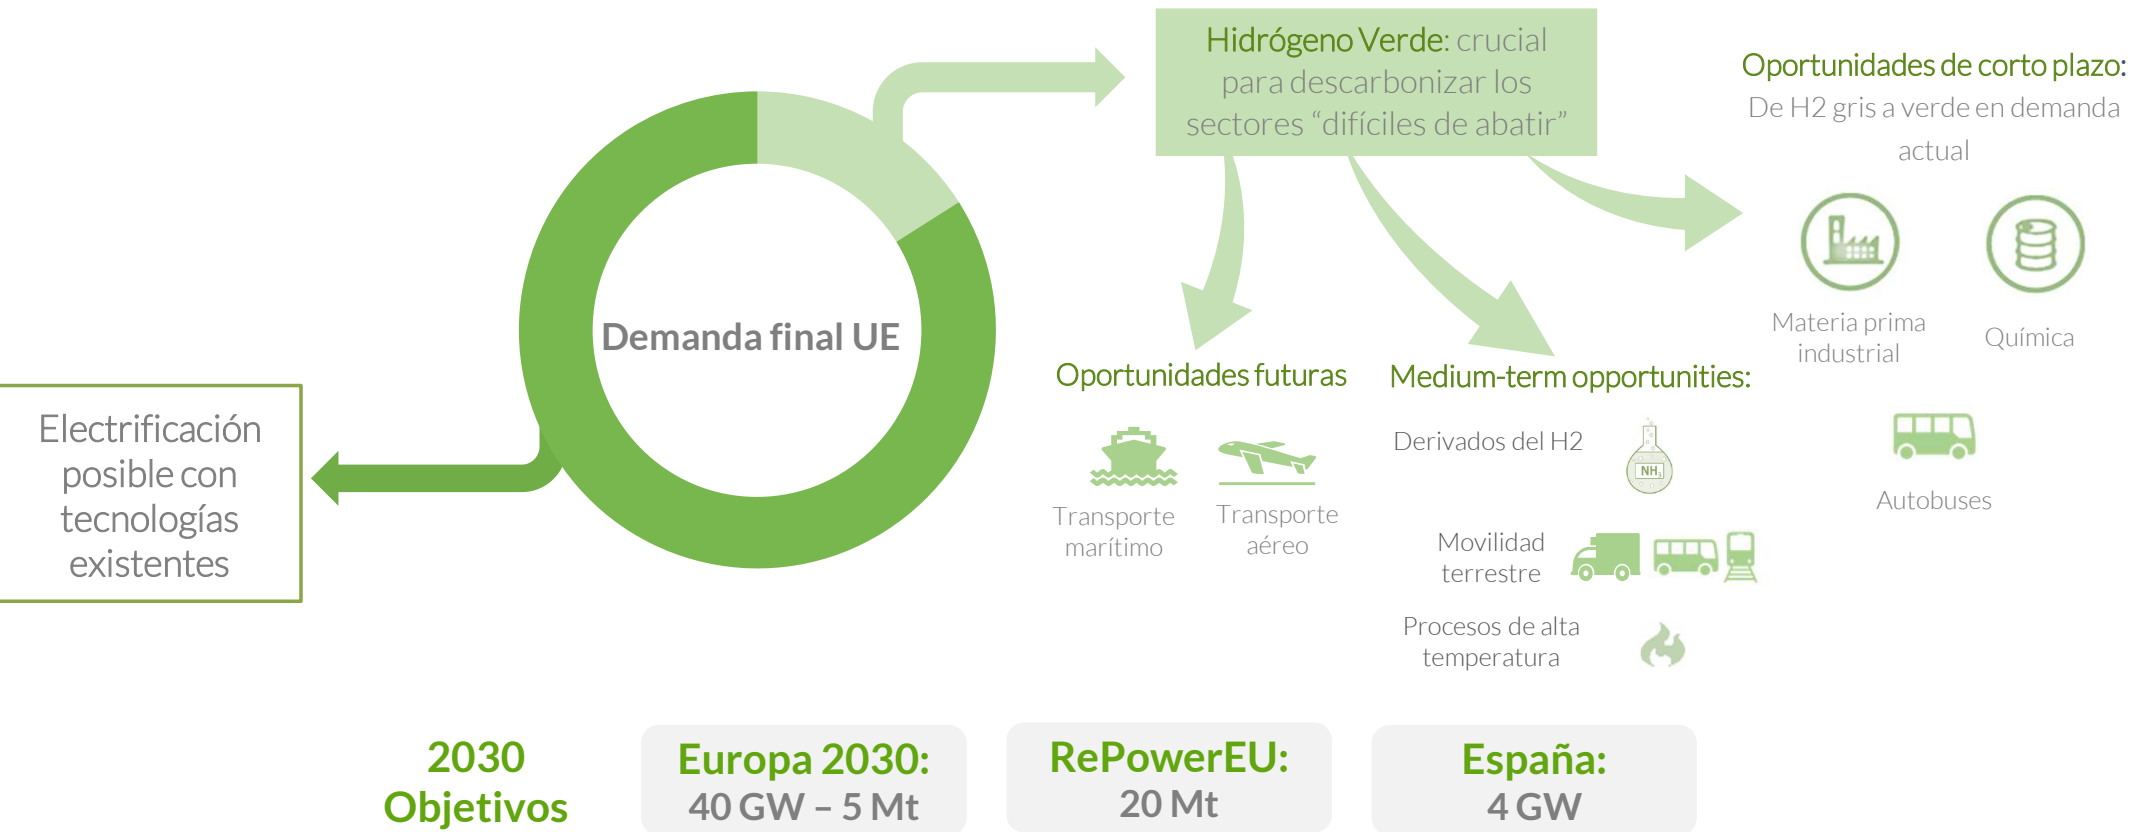 Hidrógeno Verde: crucial
para descarbonizar los
sectores “difíciles de abatir”
Oportunidades de corto plazo:
De H2 gris a verde en demanda
actual
Materia prima
industrial
Química
Autobuses
Demanda final UE
Electrificación
posible con
tecnologías
existentes
Oportunidades futuras
Transporte
marítimo
Transporte
aéreo
Medium-term opportunities:
Derivados del H2
NH3
Movilidad
terrestre
Procesos de alta
temperatura
2030
Objetivos
Europa 2030:
40 GW – 5 Mt
RePowerEU:
20 Mt
España:
4 GW